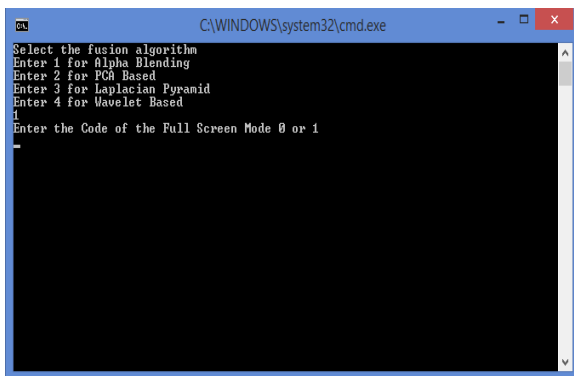 C:\WINDOWS\system32\cmd.exe
Select the fusion algorithm
Enter 1 for Alpha Blending
Enter 2 for PCA Based
Enter 3 for Laplacian Pyramid
Enter 4 for Wavelet Based
1
Enter the Code of the Full Screen Mode 0 or 1